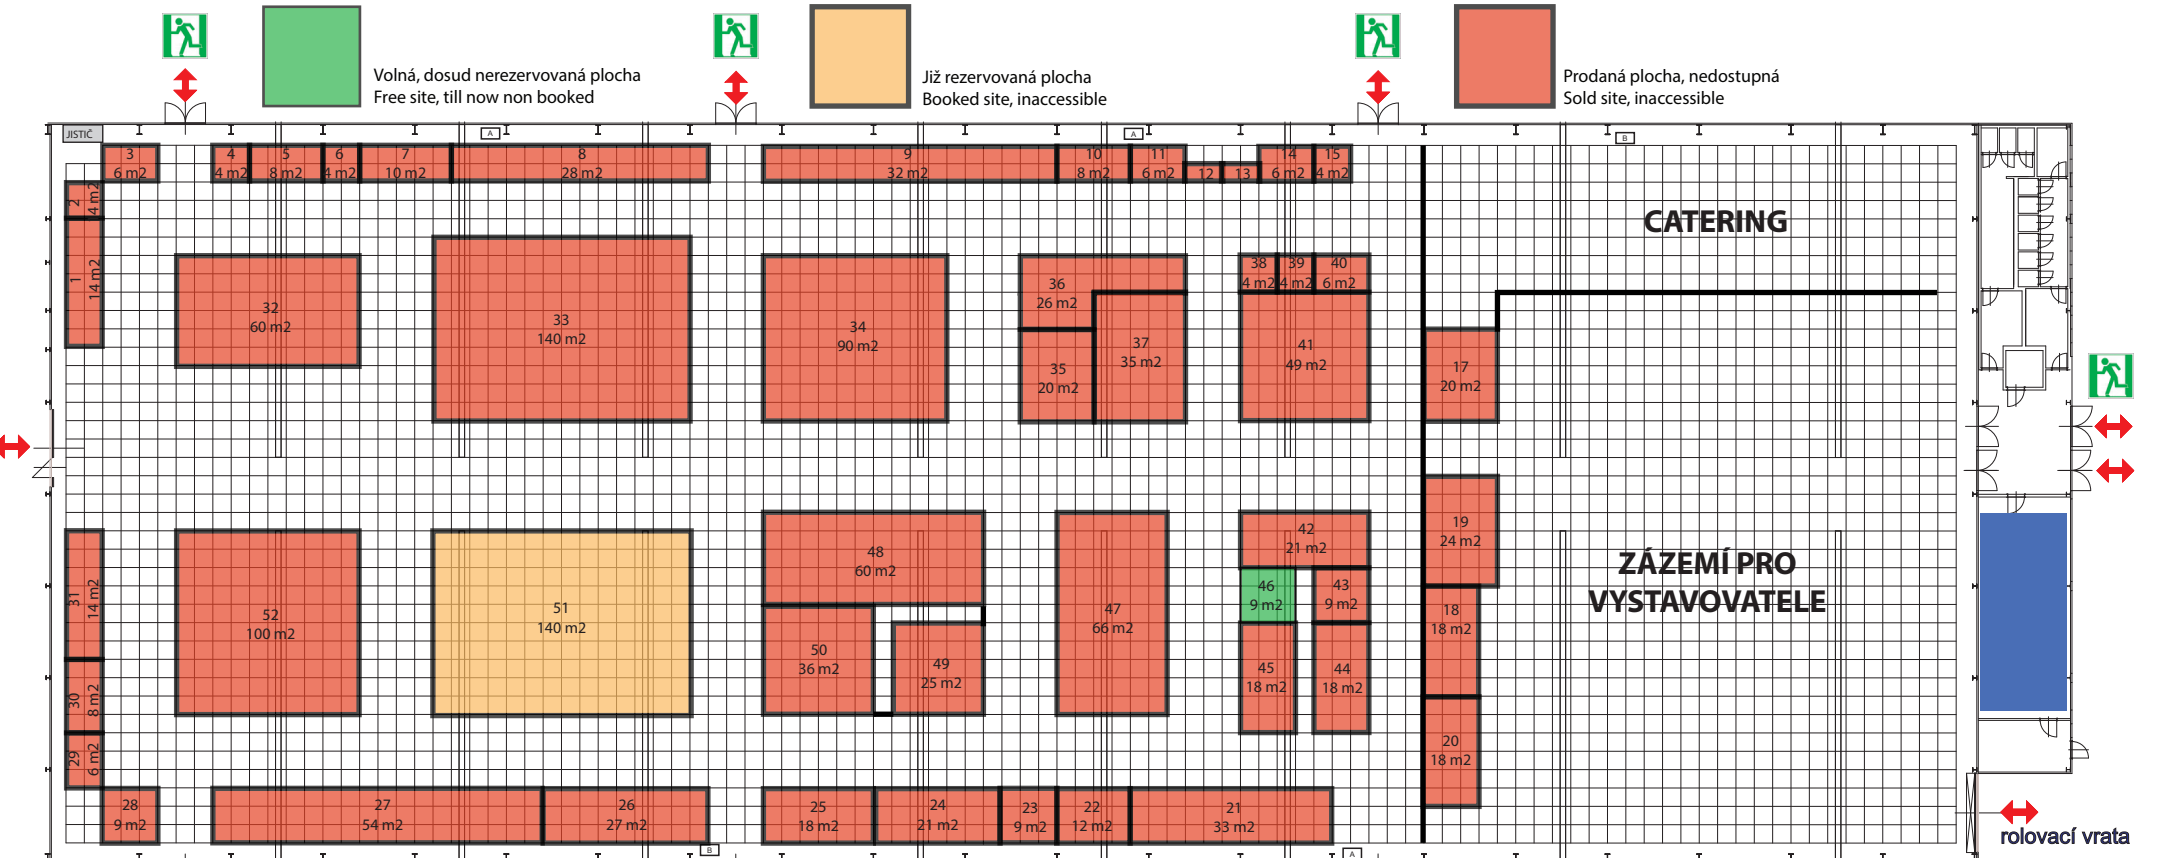 Volná, dosud nerezervovaná plocha
Free site, till now non booked
Již rezervovaná plocha
Booked site, inaccessible
Prodaná plocha, nedostupná
Sold site, inaccessible
JISTIČ
A
A
B
3
6 m2
4
4 m2
5
8 m2
6
4 m2
7
10 m2
8
28 m2
9
32 m2
10
8 m2
11
6 m2
12
13
14
6 m2
15
4 m2
2
4 m2
1
14 m2
CATERING
32
60 m2
33
140 m2
34
90 m2
36
26 m2
35
20 m2
37
35 m2
38
4 m2
39
4 m2
40
6 m2
41
49 m2
17
20 m2
31
14 m2
30
8 m2
29
6 m2
52
100 m2
51
140 m2
48
60 m2
50
36 m2
49
25 m2
47
66 m2
42
21 m2
46
9 m2
43
9 m2
45
18 m2
44
18 m2
19
24 m2
18
18 m2
20
18 m2
ZÁZEMÍ PRO
VYSTAVOVATELE
28
9 m2
27
54 m2
26
27 m2
25
18 m2
24
21 m2
23
9 m2
22
12 m2
21
33 m2
rolovací vrata
B
A